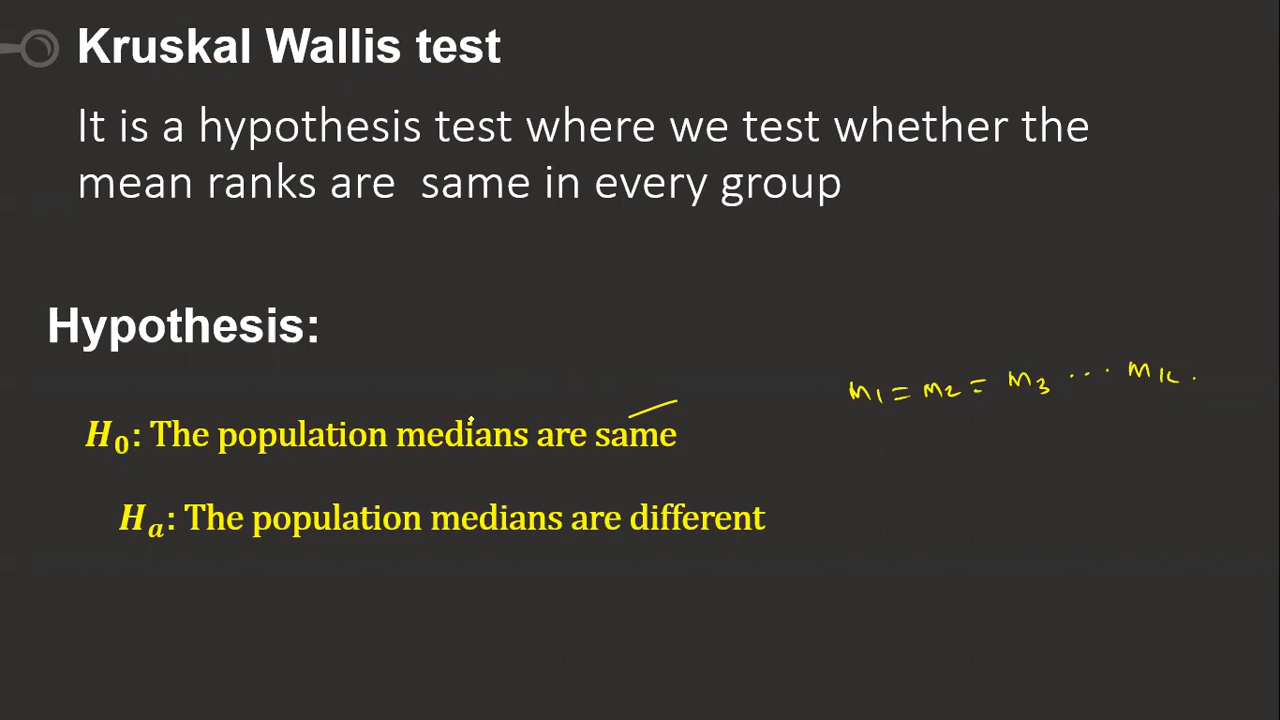 Kruskal Wallis test
It is a hypothesis test where we test whether the
mean ranks are same in every group
Hypothesis:
m1 = m2 = m3 ... mk.
H0: The population medians are same
Ha: The population medians are different